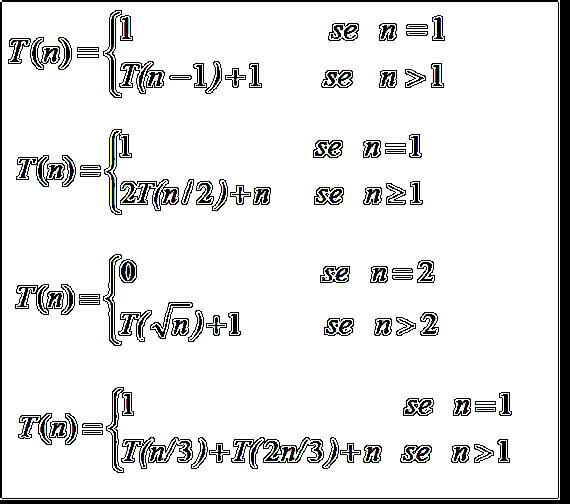 T(n) = { 1 se n = 1
T(n−1)+1 se n > 1
T(n) = { 1 se n = 1
2T(n/2)+n se n ≥ 1
T(n) = { 0 se n = 2
T(√n)+1 se n > 2
T(n) = { 1 se n = 1
T(n/3)+T(2n/3)+n se n > 1